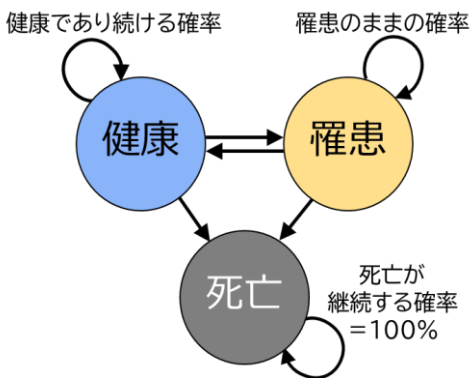 健康であり続ける確率
罹患のままの確率
健康
罹患
死亡
死亡が
継続する確率
=100%